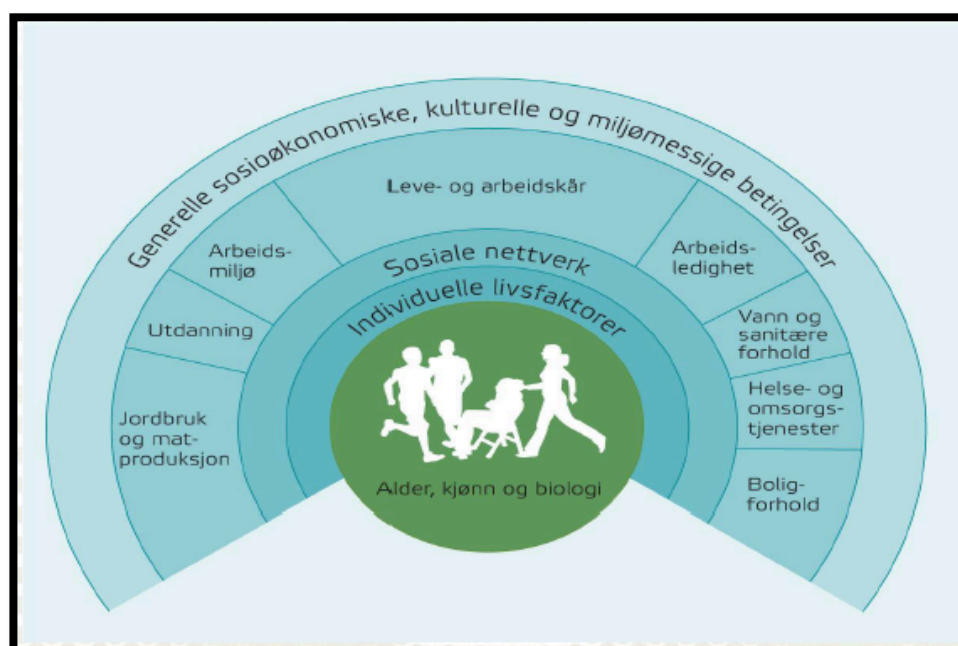 Generelle sosioøkonomiske, kulturelle og miljømessige betingelser
Leve- og arbeidskår
Arbeids-
miljø
Arbeids-
ledighet
Sosiale nettverk
Individuelle livsfaktorer
Utdanning
Vann og
sanitære
forhold
Jordbruk
og mat-
produksjon
Helse- og
omsorgs-
tjenester
Alder, kjønn og biologi
Bolig-
forhold